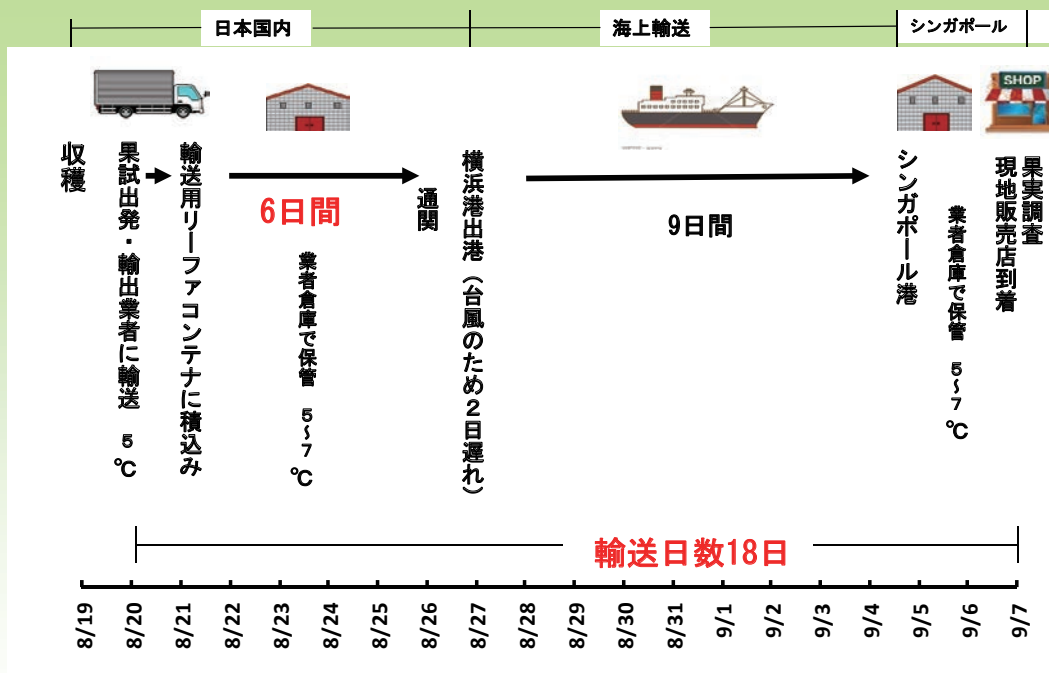 日本国内
海上輸送
シンガポール
SHOP
収穫
果試出発・輸出業者に輸送 5℃
輸送用リーファコンテナに積込み
6日間
業者倉庫で保管 5~7℃
通関
横浜港出港(台風のため2日遅れ)
9日間
シンガポール港
業者倉庫で保管 5~7℃
現地販売店到着
果実調査
輸送日数18日
8/19
8/20
8/21
8/22
8/23
8/24
8/25
8/26
8/27
8/28
8/29
8/30
8/31
9/1
9/2
9/3
9/4
9/5
9/6
9/7